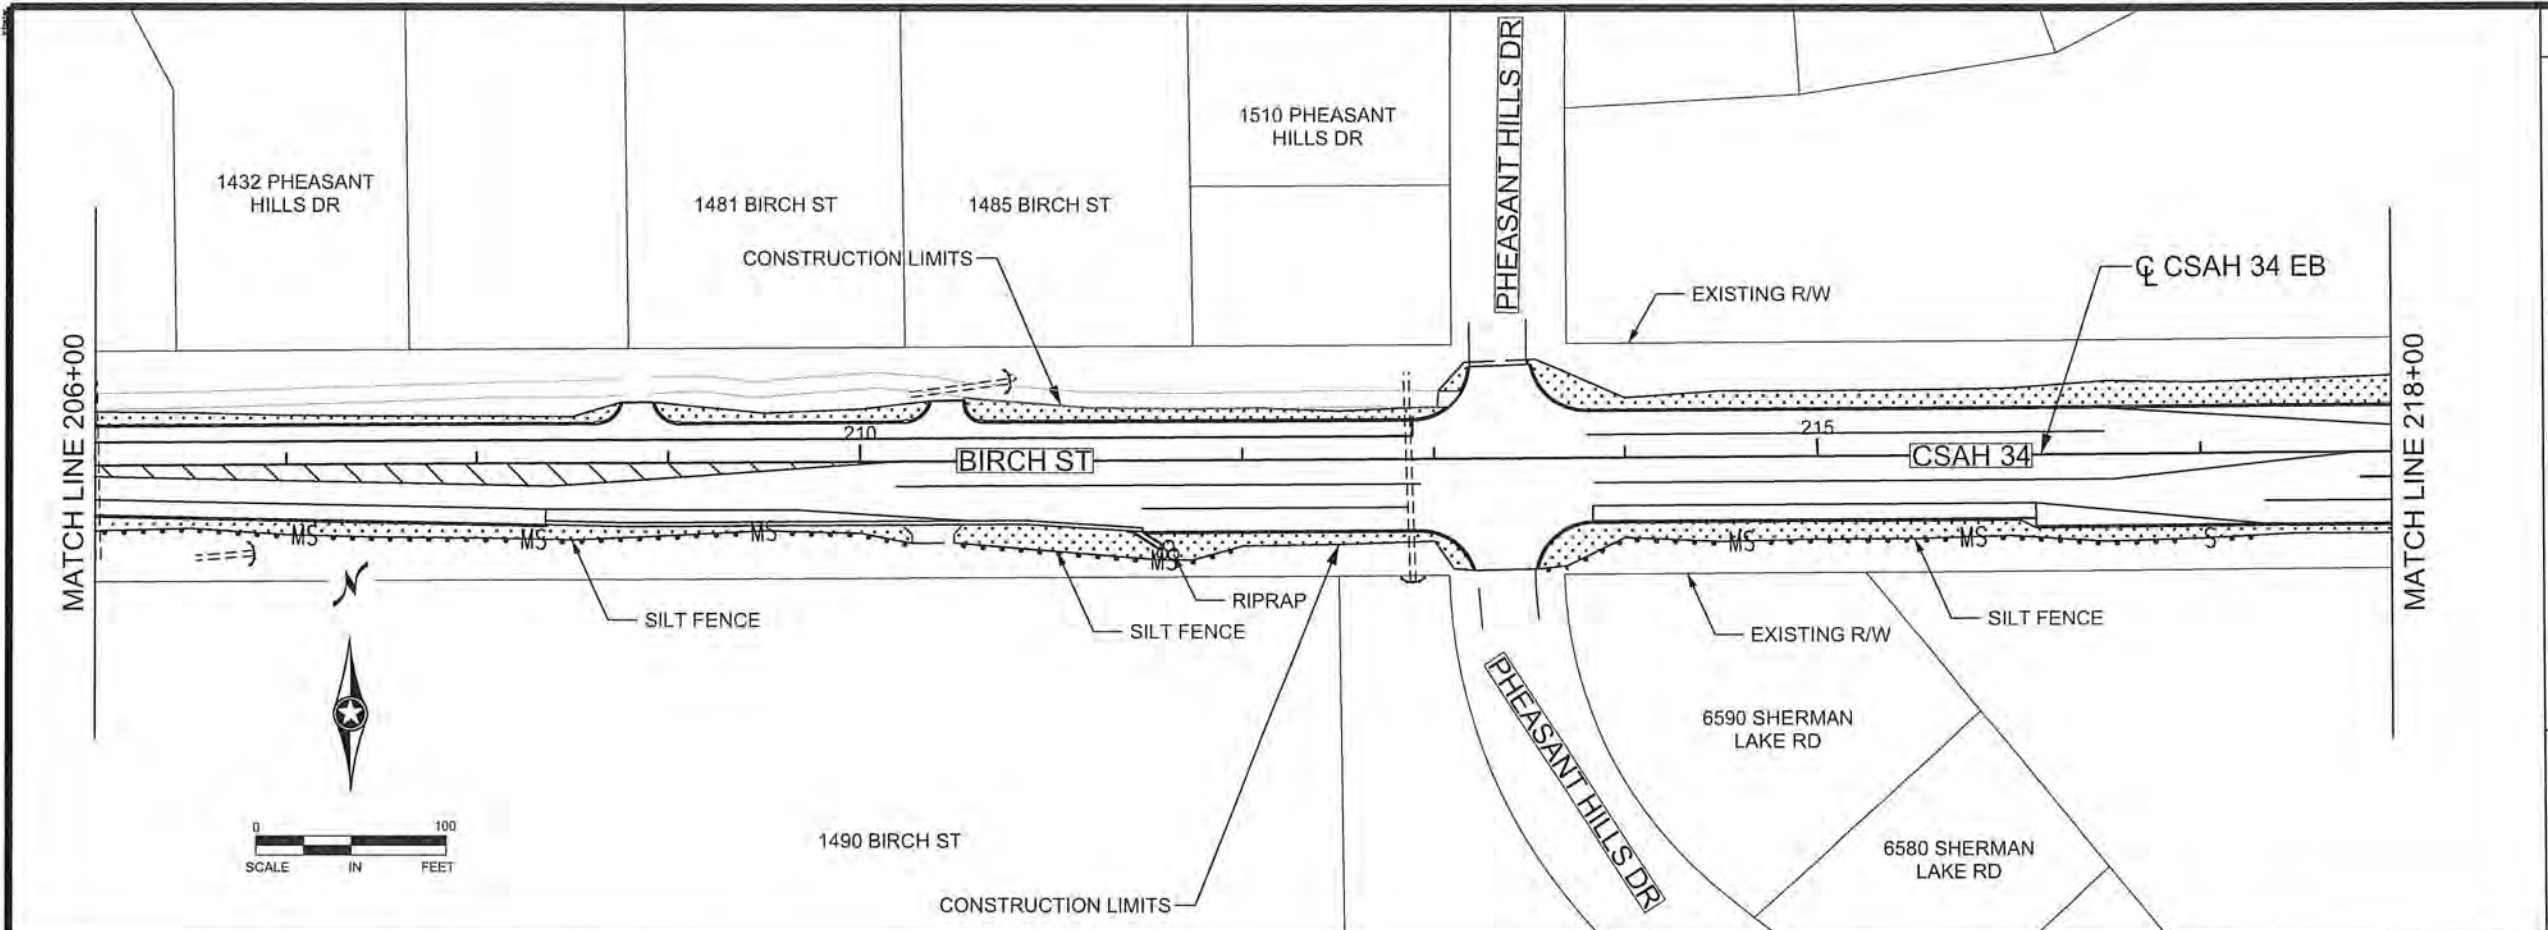 PHEASANT HILLS DR
1510 PHEASANT
HILLS DR
1432 PHEASANT
HILLS DR
1481 BIRCH ST
1485 BIRCH ST
CONSTRUCTION LIMITS
℄ CSAH 34 EB
EXISTING R/W
MATCH LINE 206+00
MATCH LINE 218+00
210
215
BIRCH ST
CSAH 34
MS
MS
MS
MS
MS
MS
S
N
SILT FENCE
RIPRAP
SILT FENCE
EXISTING R/W
SILT FENCE
PHEASANT HILLS DR
6590 SHERMAN
LAKE RD
0 100
SCALE IN FEET
1490 BIRCH ST
6580 SHERMAN
LAKE RD
CONSTRUCTION LIMITS